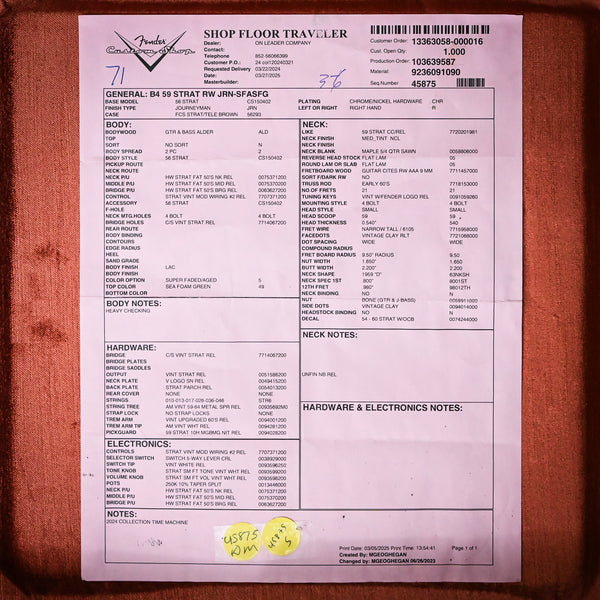 Fender
Custom Shop
SHOP FLOOR TRAVELER
Dealer: ON LEADER COMPANY
Contact:
Telephone 852-56066399
Customer P.O.: 24 col120240321
Requested Delivery 03/22/2024
Date: 03/27/2025
Masterbuilder:
Customer Order: 13363058-000016
Cust. Open Qty: 1.000
Production No: 103639587
Material: 9236091090
Seq.Number 45875
71
36
GENERAL: B4 59 STRAT RW JRN-SFASFG
BASE MODEL 56 STRAT CS150402 PLATING CHROME/NICKEL HARDWARE CHR
FINISH TYPE JOURNEYMAN JRN LEFT OR RIGHT RIGHT HAND R
CASE FCS STRAT/TELE BROWN 58293
BODY:
BODYWOOD GTR & BASS ALDER ALD
TOP
SORT NO SORT N
BODY SPREAD 2 PC 2
BODY STYLE 56 STRAT CS150402
PICKUP ROUTE
NECK ROUTE
NECK P/U HW STRAT FAT 50'S NK REL 0075371200
MIDDLE P/U HW STRAT FAT 50'S MID REL 0075370200
BRIDGE P/U HW STRAT FAT 50'S BRG REL 0063627200
CONTROL STRAT VINT MOD WIRING #2 REL 7707371200
ACCESSORY 56 STRAT CS150402
F-HOLE
NECK MTG.HOLES 4 BOLT 4 BOLT
BRIDGE HOLES C/S VINT STRAT REL 7714067200
ROUTE REAR
BODY BINDING
CONTOURS
EDGE RADIUS
HEEL
SAND GRADE
BODY FINISH
BODY FINISH LAC
COLOR OPTION SUPER FADED/AGED 5
TOP COLOR SEA FOAM GREEN 49
BOTTOM COLOR
BODY NOTES:
HEAVY CHECKING
HARDWARE:
BRIDGE C/S VINT STRAT REL 7714067200
BRIDGE PLATES
BRIDGE SADDLES
OUTPUT VINT STRAT REL 0051586200
NECK PLATE V LOGO SN REL 0049415200
BACK PLATE STRAT PARCH REL 0054013200
REAR COVER NONE NONE
STRINGS 010-013-017-026-036-046 STR6
STRING TREE AM VINT 59-64 METAL SPR REL 00935692M0
STRAP LOCK NO STRAP LOCKS NONE
TREM ARM VINT UPGRADED 60'S REL 0094001200
TREM ARM TIP AM VINT WHT REL 0094281200
PICKGUARD 59 STRAT 10H MGBMG NIT REL 0094028200
ELECTRONICS:
CONTROLS STRAT VINT MOD WIRING #2 REL 7707371200
SELECTOR SWITCH SWITCH 5-WAY LEVER CRL 0038929000
SWITCH TIP VINT WHITE REL 0093596250
TONE KNOB STRAT SM FT TONE VINT WHT REL 0093599200
VOLUME KNOB STRAT SM FT VOL VINT WHT REL 0093598200
POTS 250K 10% TAPER SPLIT 0013446000
NECK P/U HW STRAT FAT 50'S NK REL 0075371200
MIDDLE P/U HW STRAT FAT 50'S MID REL 0075370200
BRIDGE P/U HW STRAT FAT 50'S BRG REL 0063627200
NECK:
LIKE 59 STRAT CC/REL 7720201981
NECK FINISH MED_TINT NCL
NECK FINISH
NECK BLANK MAPLE 5/4 QTR SAWN 0058806000
REVERSE HEAD STOCK FLAT LAM 05
ROUND LAM OR SLAB FLAT LAM 05
FRETBOARD WOOD GUITAR CITES RW AAA 9 MM 7711457000
SORT F/DARK RW NO N
TRUSS ROD EARLY 60'S 7718153000
NO OF FRETS 21 21
TUNING KEYS VINT W/FENDER LOGO REL 0091059260
MOUNTING STYLE 4 BOLT 4 BOLT
HEAD STYLE SMALL SMALL
HEAD SCOOP 59 59
HEAD THICKNESS 0.540" 540
FRET WIRE NARROW TALL / 6105 7715958000
FACEDOTS VINTAGE CLAY RLT 7721088000
DOT SPACING WIDE WIDE
COMPOUND RADIUS
FRET BOARD RADIUS 9.50" RADIUS 9.50
NUT WIDTH 1.650" 1.650
BUTT WIDTH 2.200" 2.200
NECK SHAPE 1959 "D" 63NKSH
NECK SPEC 1ST .800" 8001ST
12TH FRET .980" 98012TH
NECK BINDING NO N
NUT BONE (GTR & J-BASS) 0059911000
SIDE DOTS VINTAGE CLAY 0094014000
HEADSTOCK BINDING NO N
DECAL 54 - 60 STRAT W/OCB 0074244000
NECK NOTES:
UNFIN NB REL
HARDWARE & ELECTRONICS NOTES:
NOTES:
2024 COLLECTION TIME MACHINE
45875
DM
45875
5
Print Date: 03/05/2025 Print Time: 13:54:41 Page 1 of 1
Created By: MGEOGHEGAN
Changed by: MGEOGHEGAN 06/26/2023